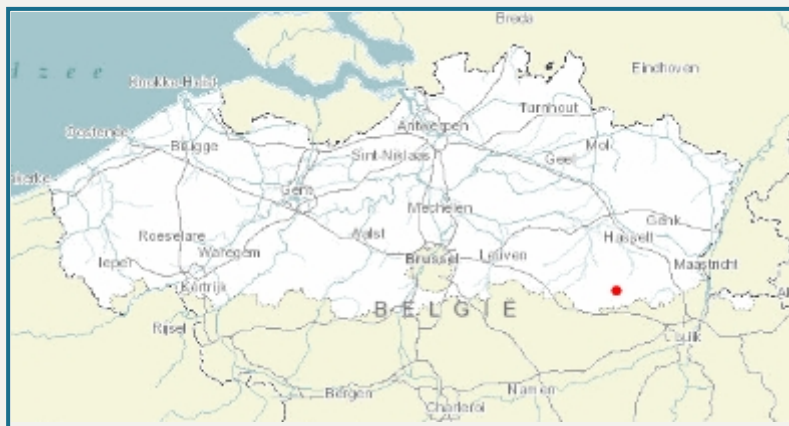 Breda
dzee
Eindhoven
Knokke-Heist
Turnhout
Oostende
Antwerpen
Brugge
Sint-Niklaas
Mol
Geel
Gent
Mechelen
Genk
Roeselare
Aalst
Hasselt
Waregem
Ieper
Brussel
Leuven
Maastricht
Kortrijk
BELGIË
Rijsel
Luik
Bergen
Namen
Charleroi